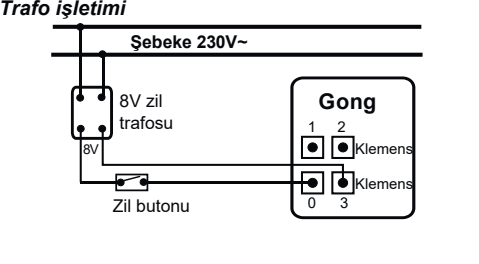 Trafo işletimi
Şebeke 230V~
8V zil
trafosu
8V
Zil butonu
Gong
1 2
Klemens
Klemens
0 3